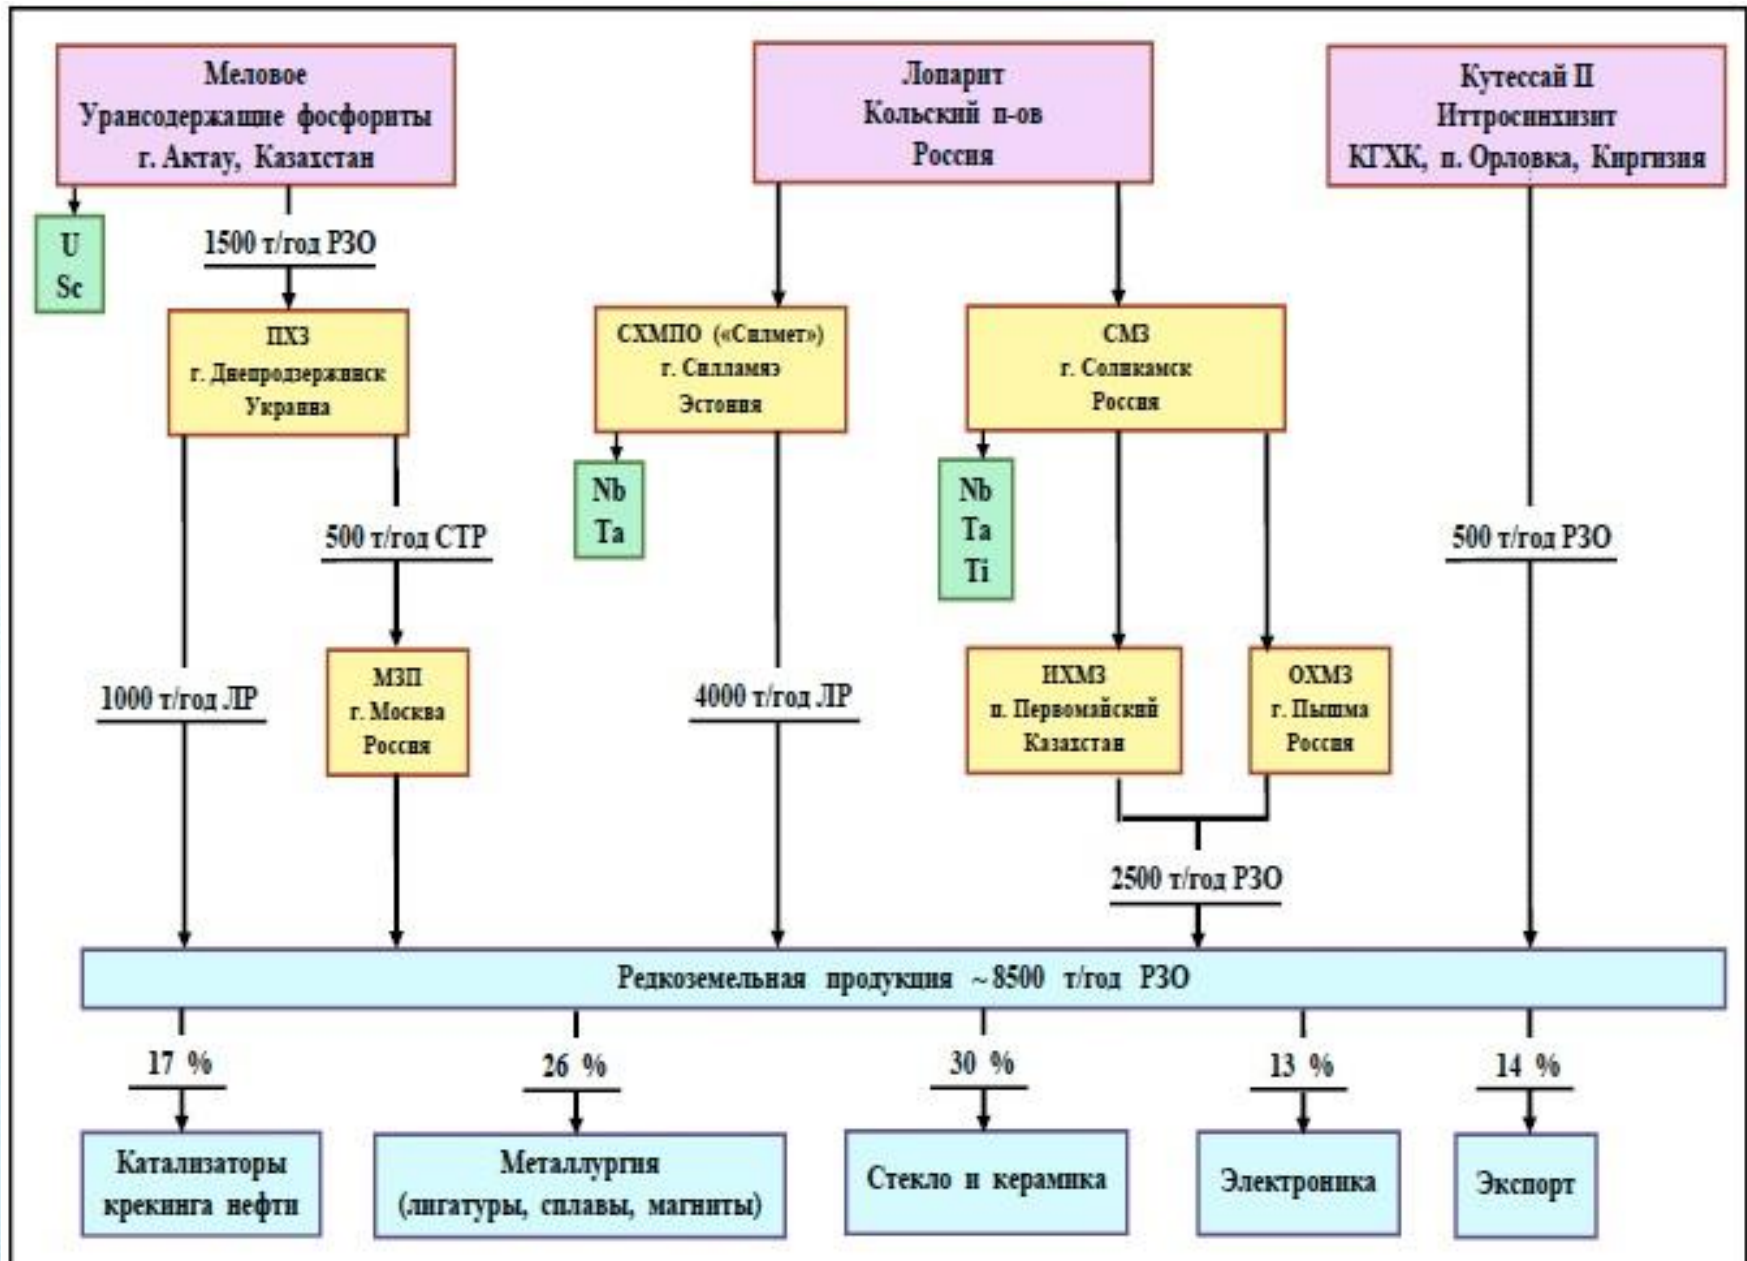 Меловое
Урансодержащие фосфориты
г. Актау, Казахстан
Лопарит
Кольский п-ов
Россия
Кутессай II
Иттросинхизит
КГХК, п. Орловка, Киргизия
U
Sc
1500 т/год РЗО
ПХЗ
г. Днепродзержинск
Украина
СХМПО («Силмет»)
г. Силламяэ
Эстония
СМЗ
г. Соликамск
Россия
Nb
Ta
Nb
Ta
Ti
500 т/год СТР
500 т/год РЗО
1000 т/год ЛР
МЗП
г. Москва
Россия
4000 т/год ЛР
ИХМЗ
п. Первомайский
Казахстан
ОХМЗ
г. Пышма
Россия
2500 т/год РЗО
Редкоземельная продукция ~ 8500 т/год РЗО
17 %
26 %
30 %
13 %
14 %
Катализаторы
крекинга нефти
Металлургия
(лигатуры, сплавы, магниты)
Стекло и керамика
Электроника
Экспорт